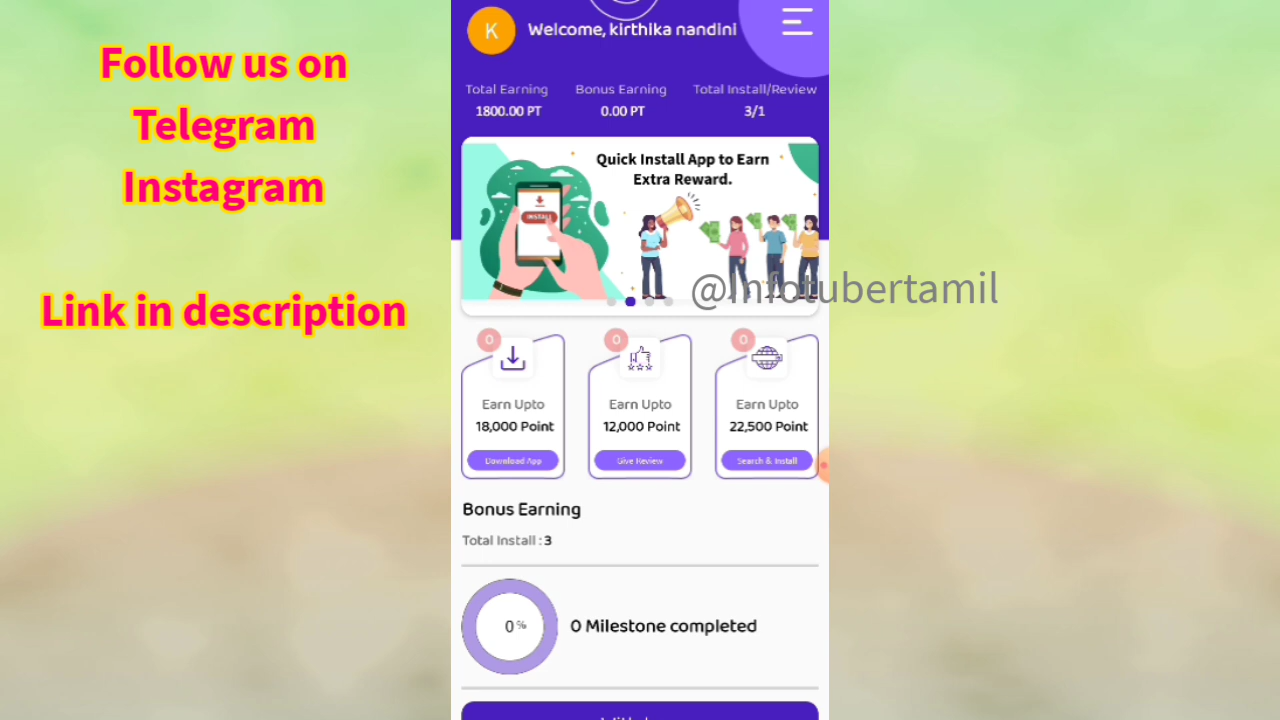 Follow us on
Telegram
Instagram
Link in description
K
Welcome, kirthika nandini
Total Earning
Bonus Earning
Total Install/Review
1800.00 PT
0.00 PT
3/1
Quick Install App to Earn
Extra Reward.
INSTALL
@Infotubertamil
0
0
0
Earn Upto
Earn Upto
Earn Upto
18,000 Point
12,000 Point
22,500 Point
Download App
Give Review
Search & Install
Bonus Earning
Total Install : 3
0 %
0 Milestone completed